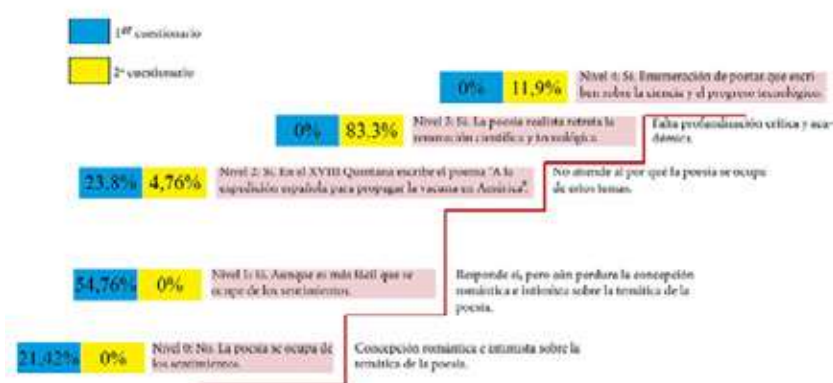 1er cuestionario
2º cuestionario
0% 11,9%
Nivel 4: Sí. Enumeración de poetas que escri
ben sobre la ciencia y el progreso tecnológico.
0% 83.3%
Nivel 3: Sí. La poesía realista retrata la
renovación científica y tecnológica.
Falta profundización crítica y aca-
démica.
23.8% 4,76%
Nivel 2: Sí. En el XVIII Quintana escribe el poema "A la
expedición española para propagar la vacuna en América".
No atiende al por qué la poesía se ocupa
de estos temas.
54,76% 0%
Nivel 1: Sí. Aunque es más fácil que se
ocupe de los sentimientos.
Responde sí, pero aún perdura la concepción
romántica e intimista sobre la temática de la
poesía.
21,42% 0%
Nivel 0: No. La poesía se ocupa de
los sentimientos.
Concepción romántica e intimista sobre la
temática de la poesía.